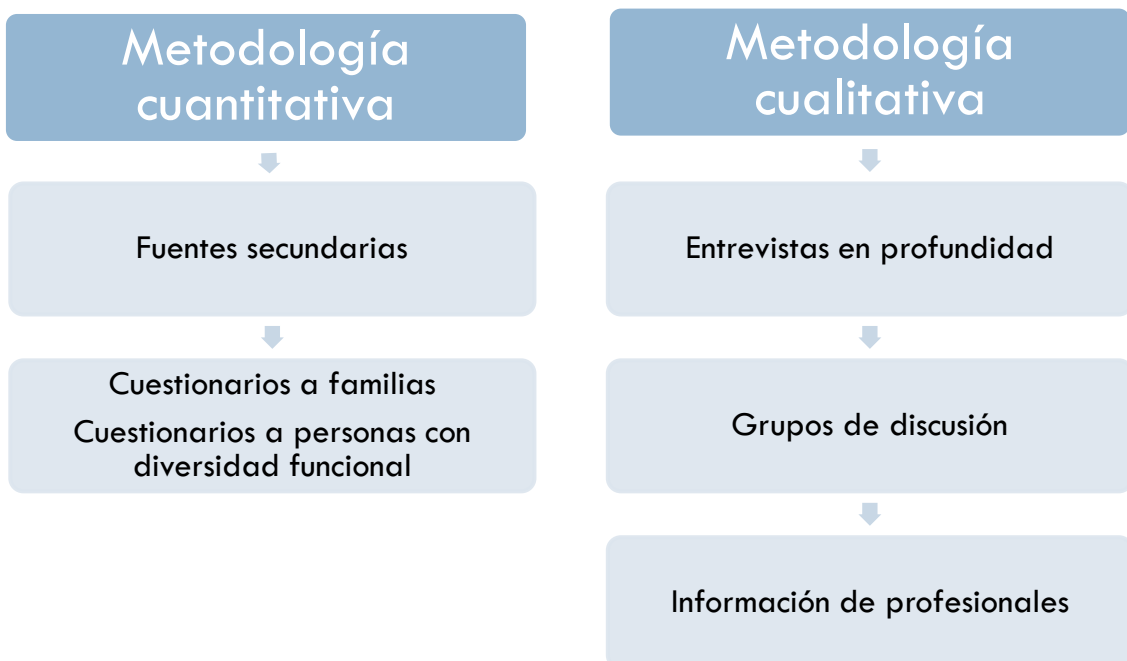 Metodología
cuantitativa
Fuentes secundarias
Cuestionarios a familias
Cuestionarios a personas con
diversidad funcional
Metodología
cualitativa
Entrevistas en profundidad
Grupos de discusión
Información de profesionales